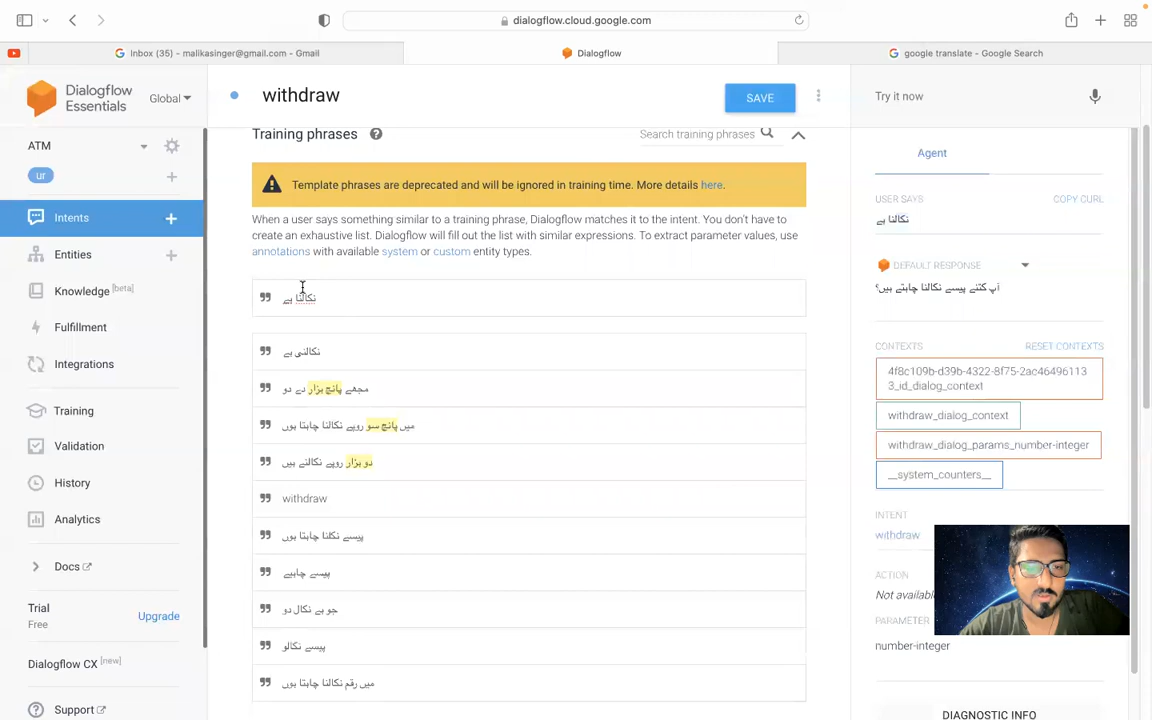 dialogflow.cloud.google.com
Inbox (35) - malikasinger@gmail.com - Gmail
Dialogflow
google translate - Google Search
Dialogflow
Essentials
Global
withdraw
SAVE
Try it now
Training phrases
Search training phrases
ATM
ur
Agent
Template phrases are deprecated and will be ignored in training time. More details here.
Intents
When a user says something similar to a training phrase, Dialogflow matches it to the intent. You don't have
to create an exhaustive list. Dialogflow will fill out the list with similar expressions. To extract parameter values, use
annotations with available system or custom entity types.
USER SAYS
COPY CURL
نکالنا ہے
Entities
Knowledge [beta]
DEFAULT RESPONSE
آپ کتنے پیسے نکالنا چاہتے ہیں؟
نکالنا ہے
Fulfillment
Integrations
CONTEXTS
RESET CONTEXTS
نکالنی ہے
4f8c109b-d39b-4322-8f75-2ac46496113
3_id_dialog_context
مجھے پانچ ہزار دے دو
withdraw_dialog_context
Training
میں پانچ سو روپے نکالنا چاہتا ہوں
withdraw_dialog_params_number-integer
Validation
دو ہزار روپے نکالنے ہیں
__system_counters__
History
withdraw
Analytics
INTENT
withdraw
پیسے نکلنا چاہتا ہوں
Docs
پیسے چاہیے
ACTION
Not available
Trial
Free
Upgrade
جو ہے نکال دو
PARAMETER
number-integer
پیسے نکالو
Dialogflow CX [new]
میں رقم نکالنا چاہتا ہوں
Support
DIAGNOSTIC INFO